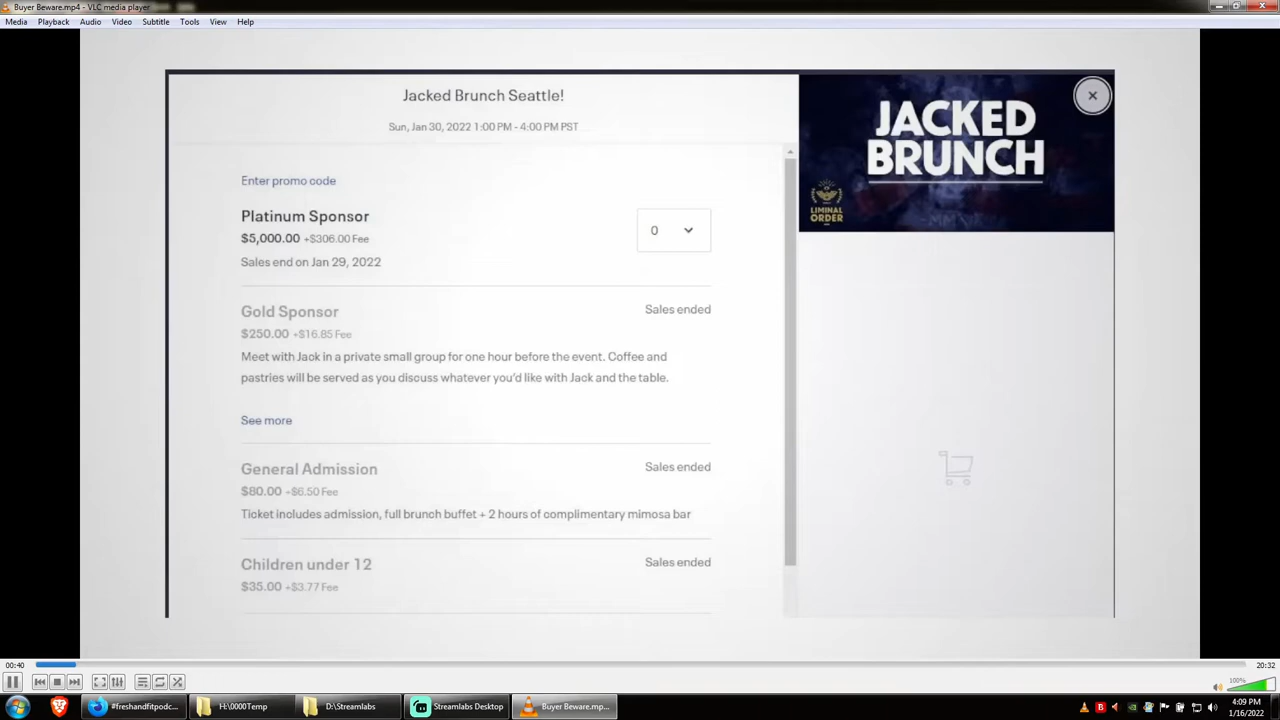 Buyer Beware.mp4 - VLC media player
Media Playback Audio Video Subtitle Tools View Help
Jacked Brunch Seattle!
Sun, Jan 30, 2022 1:00 PM - 4:00 PM PST
JACKED
BRUNCH
LIMINAL
ORDER
Enter promo code
Platinum Sponsor
$5,000.00 +$306.00 Fee
0
Sales end on Jan 29, 2022
Gold Sponsor
Sales ended
$250.00 +$16.85 Fee
Meet with Jack in a private small group for one hour before the event. Coffee and
pastries will be served as you discuss whatever you'd like with Jack and the table.
See more
General Admission
Sales ended
$80.00 +$6.50 Fee
Ticket includes admission, full brunch buffet + 2 hours of complimentary mimosa bar
Children under 12
Sales ended
$35.00 +$3.77 Fee
00:40
20:32
100%
#freshandfitpodc...
H:\0000Temp
D:\Streamlabs
Streamlabs Desktop
Buyer Beware.mp...
4:09 PM
1/16/2022